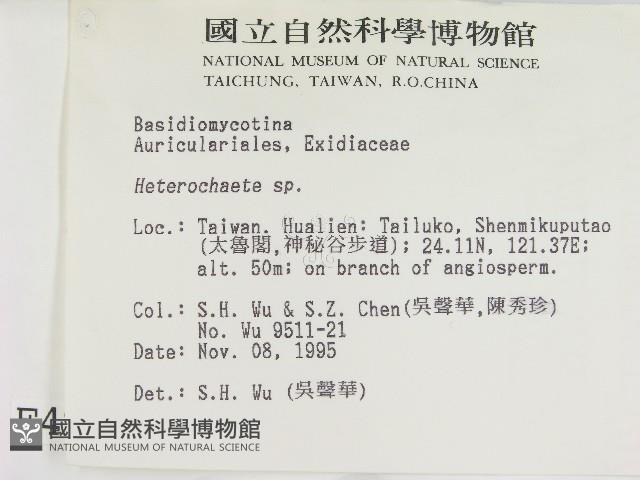 國立自然科學博物館
NATIONAL MUSEUM OF NATURAL SCIENCE
TAICHUNG, TAIWAN, R.O.CHINA
Basidiomycotina
Auriculariales, Exidiaceae
Heterochaete sp.
Loc.: Taiwan. Hualien: Tailuko, Shenmikuputao
(太魯閣,神秘谷步道); 24.11N, 121.37E;
alt. 50m; on branch of angiosperm.
Col.: S.H. Wu & S.Z. Chen(吳聲華,陳秀珍)
No. Wu 9511-21
Date: Nov. 08, 1995
Det.: S.H. Wu (吳聲華)
國立自然科學博物館
NATIONAL MUSEUM OF NATURAL SCIENCE